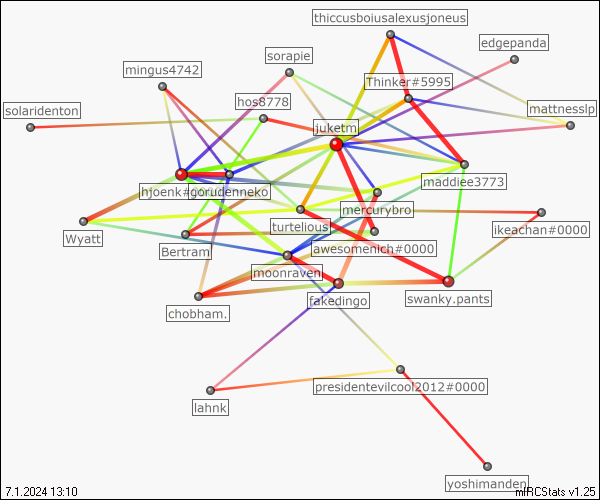 thiccusboiusalexusjoneus
edgepanda
sorapie
mingus4742
Thinker#5995
hos8778
solaridenton
mattnesslp
juketm
maddiee3773
hjoenk#gorudenneko
mercurybro
turtelious
ikeachan#0000
Wyatt
Bertram
awesomenich#0000
moonraven
fakedingo
swanky.pants
chobham.
presidentevilcool2012#0000
lahnk
yoshimanden
7.1.2024 13:10
mIRCStats v1.25